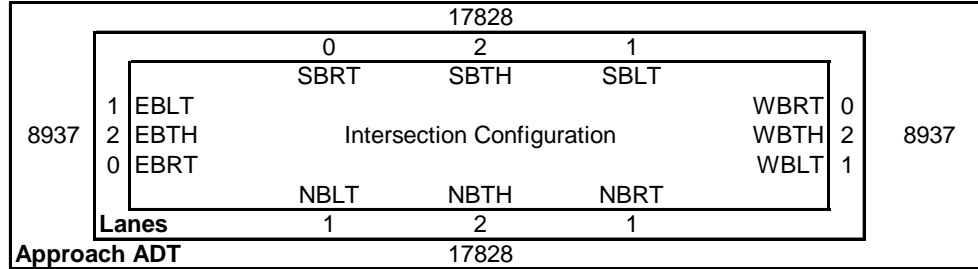 17828
0 2 1
SBRT SBTH SBLT
1 EBLT WBRT 0
8937 2 EBTH Intersection Configuration WBTH 2 8937
0 EBRT WBLT 1
NBLT NBTH NBRT
Lanes 1 2 1
Approach ADT 17828